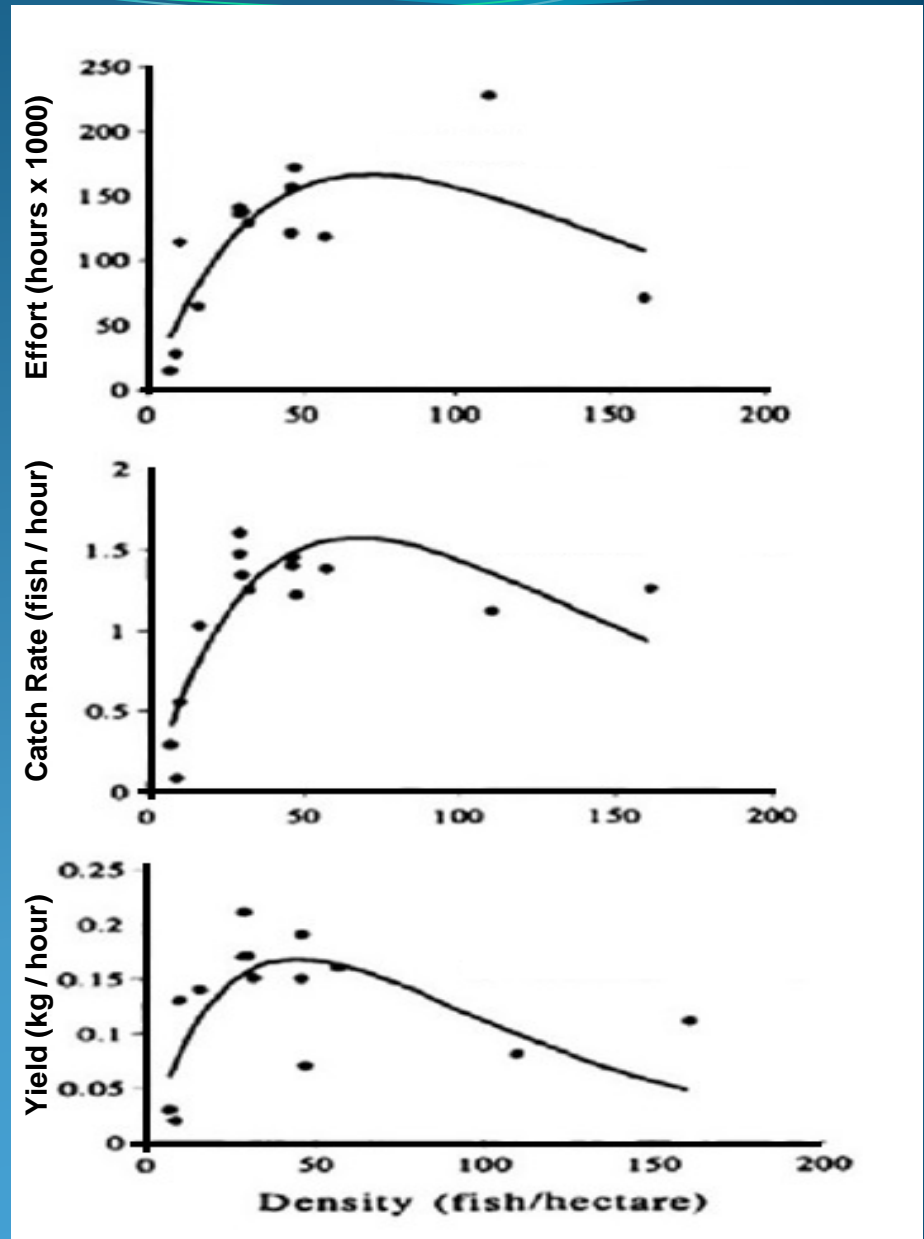 Effort (hours x 1000)
250
200
150
100
50
0
0 50 100 150 200
Catch Rate (fish / hour)
2
1.5
1
0.5
0
0 50 100 150 200
Yield (kg / hour)
0.25
0.2
0.15
0.1
0.05
0
0 50 100 150 200
Density (fish/hectare)